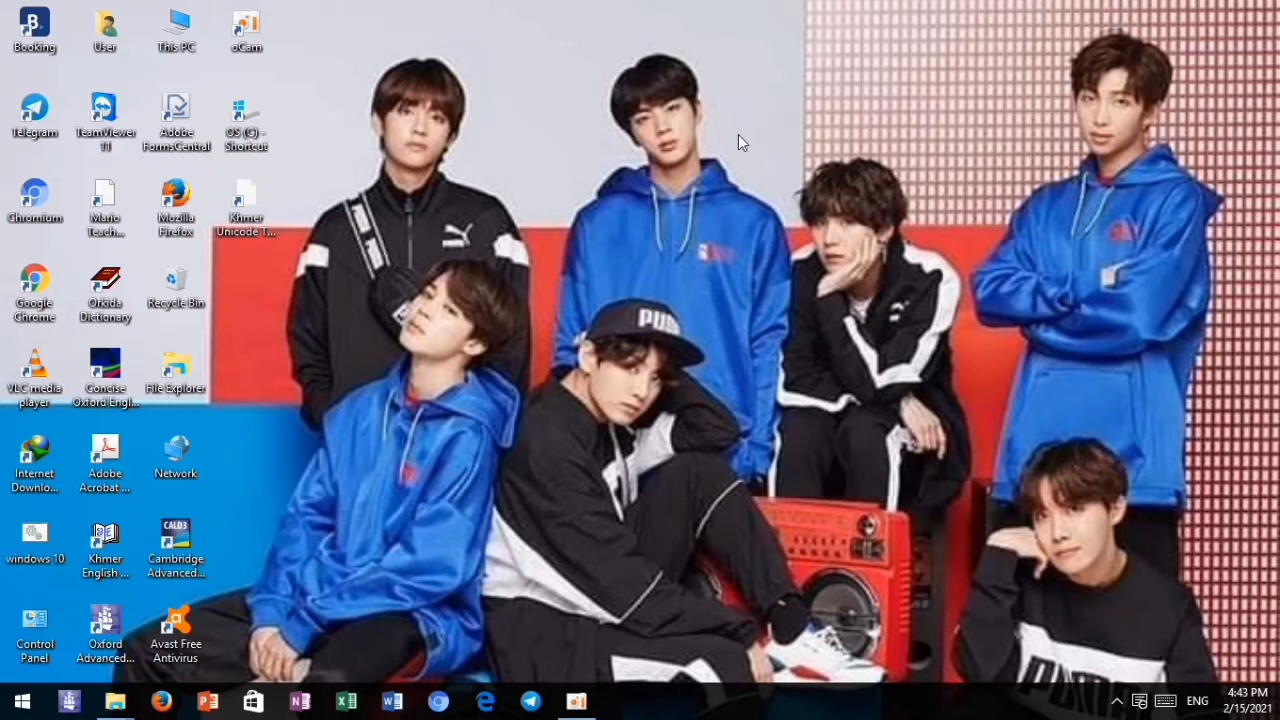 Booking
User
This PC
oCam
Telegram
TeamViewer
11
Adobe
FormsCentral
OS (C) -
Shortcut
Chromium
Mario
Teach...
Mozilla
Firefox
Khmer
Unicode T...
Google
Chrome
Orkida
Dictionary
Recycle Bin
VLC media
player
Concise
Oxford Engl...
File Explorer
Internet
Downlo...
Adobe
Acrobat ...
Network
windows 10
Khmer
English ...
CALD3
Cambridge
Advanced...
Control
Panel
Oxford
Advanced...
Avast Free
Antivirus
PUMA
ENG
4:43 PM
2/15/2021